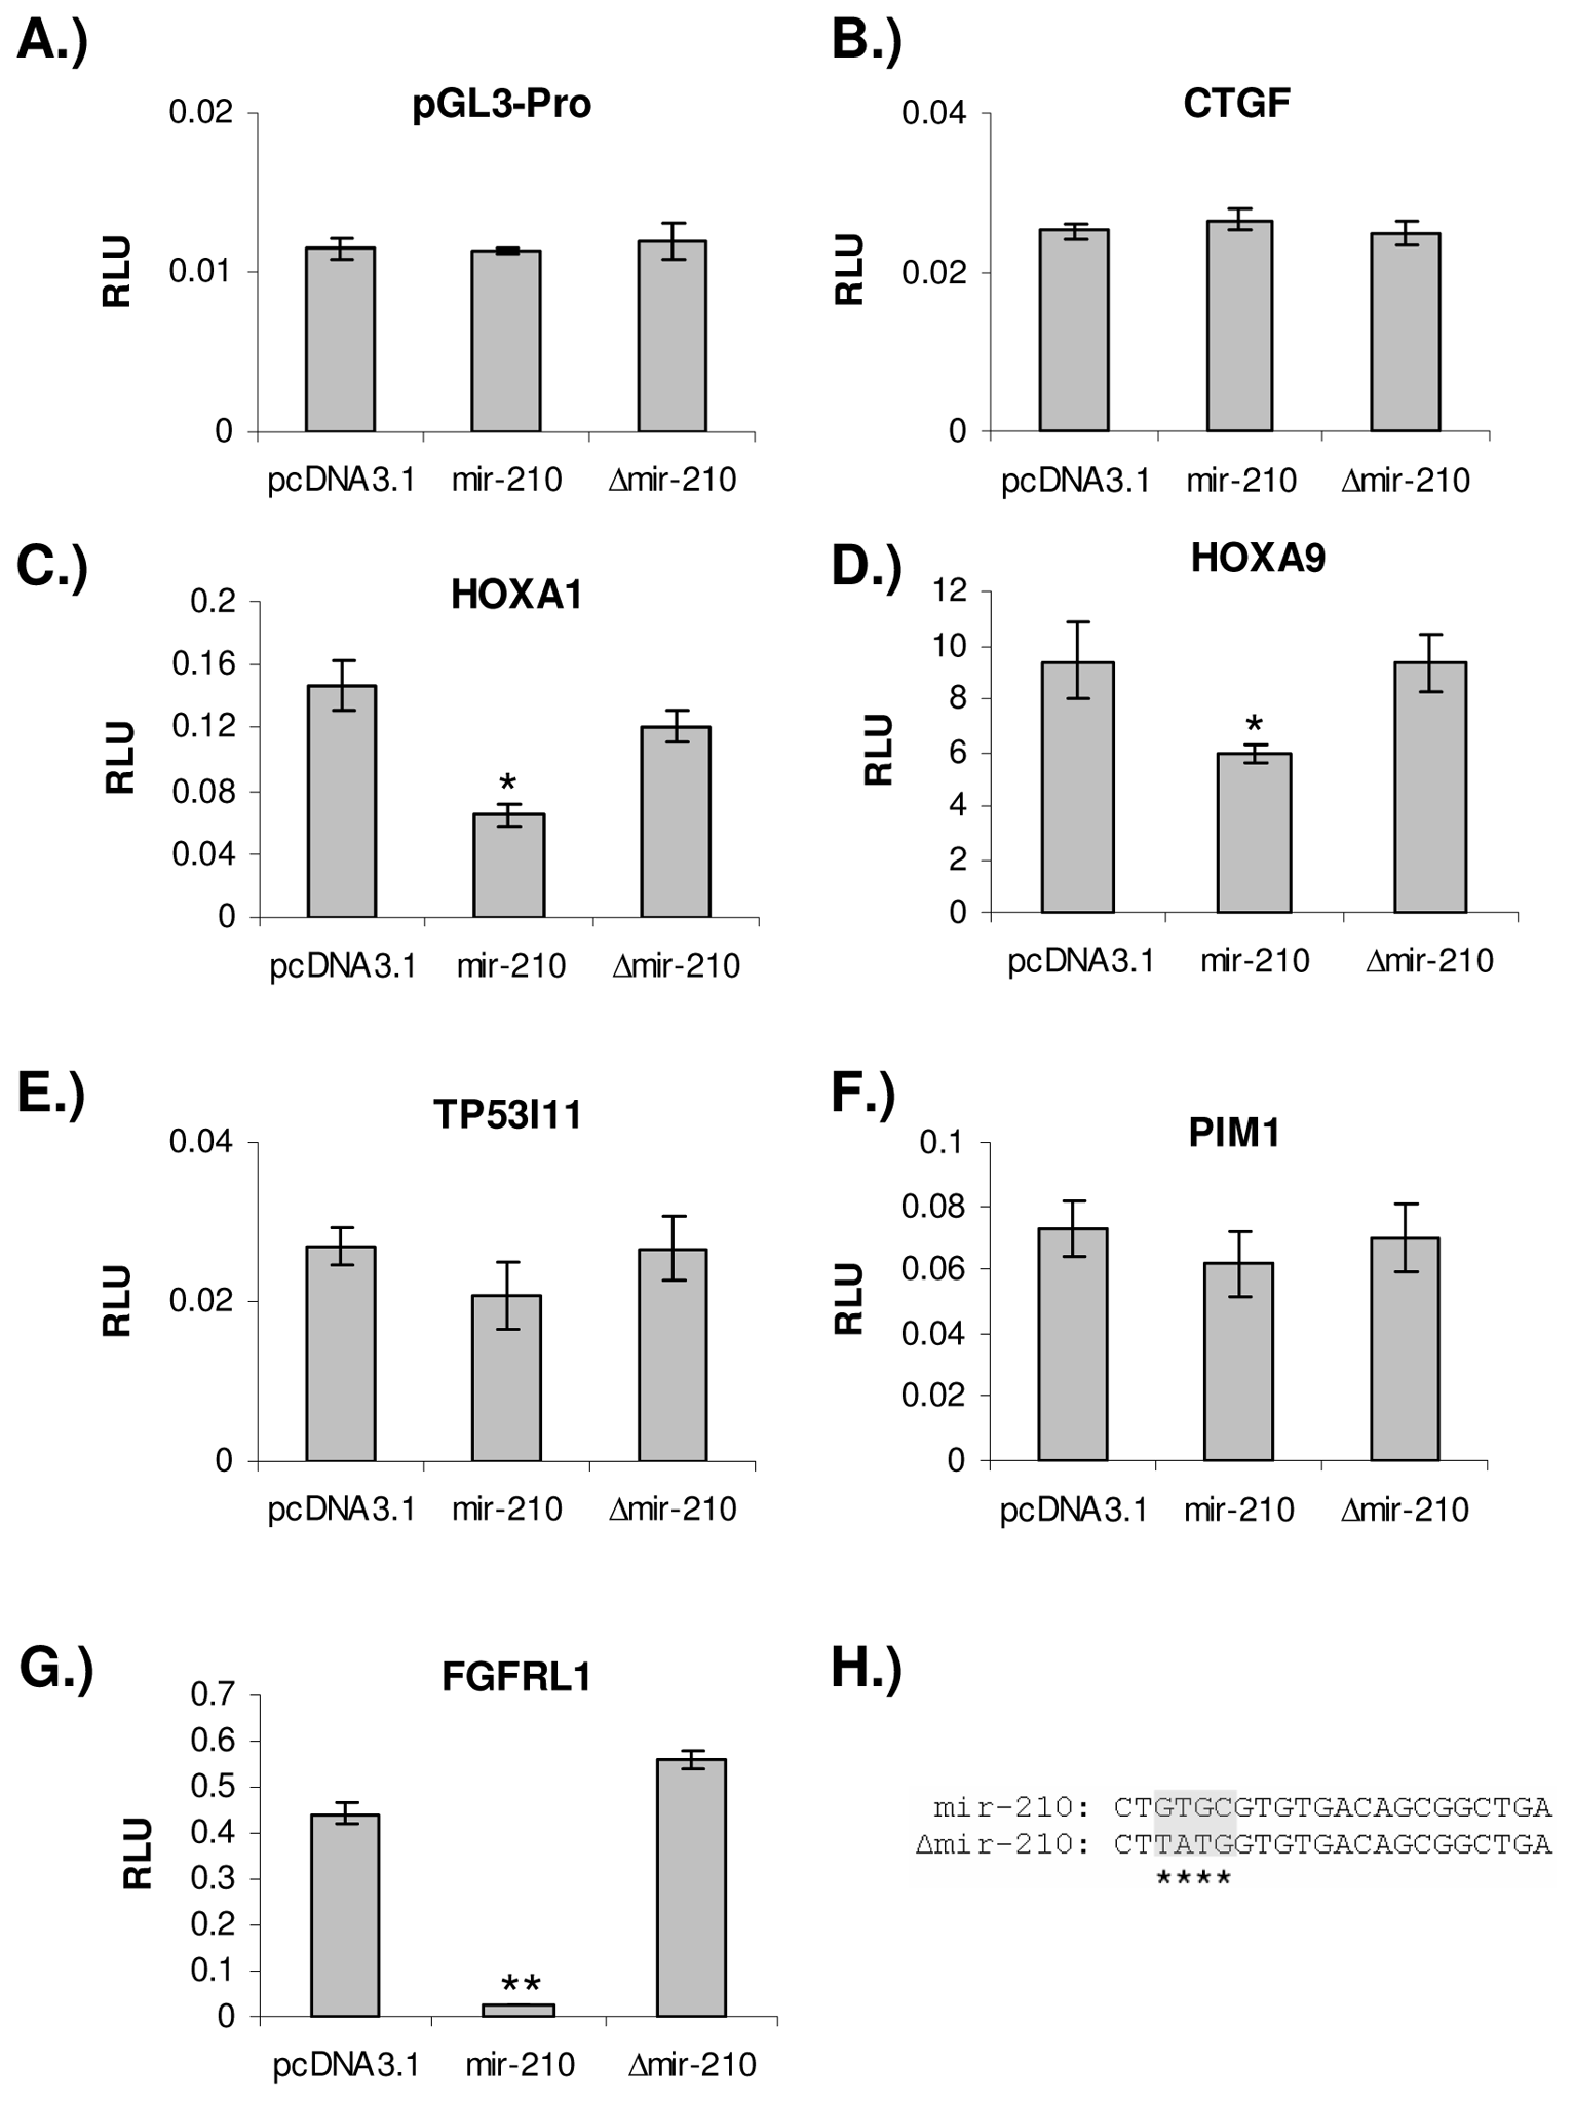 A.)
pGL3-Pro
0.02
0.01
0
RLU
pcDNA3.1 mir-210 Δmir-210
B.)
CTGF
0.04
0.02
0
RLU
pcDNA3.1 mir-210 Δmir-210
C.)
HOXA1
0.2
0.16
0.12
0.08
0.04
0
RLU
*
pcDNA3.1 mir-210 Δmir-210
D.)
HOXA9
12
10
8
6
4
2
0
RLU
*
pcDNA3.1 mir-210 Δmir-210
E.)
TP53I11
0.04
0.02
0
RLU
pcDNA3.1 mir-210 Δmir-210
F.)
PIM1
0.1
0.08
0.06
0.04
0.02
0
RLU
pcDNA3.1 mir-210 Δmir-210
G.)
FGFRL1
0.7
0.6
0.5
0.4
0.3
0.2
0.1
0
RLU
**
pcDNA3.1 mir-210 Δmir-210
H.)
mir-210: CTGTGCGTGTGACAGCGGCTGA
Δmir-210: CTTATGGTGTGACAGCGGCTGA
****